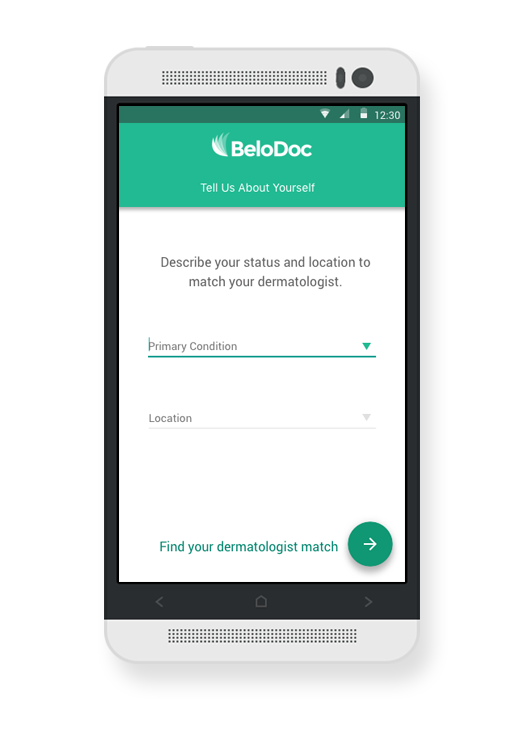 12:30
BeloDoc
Tell Us About Yourself
Describe your status and location to
match your dermatologist.
Primary Condition
Location
Find your dermatologist match